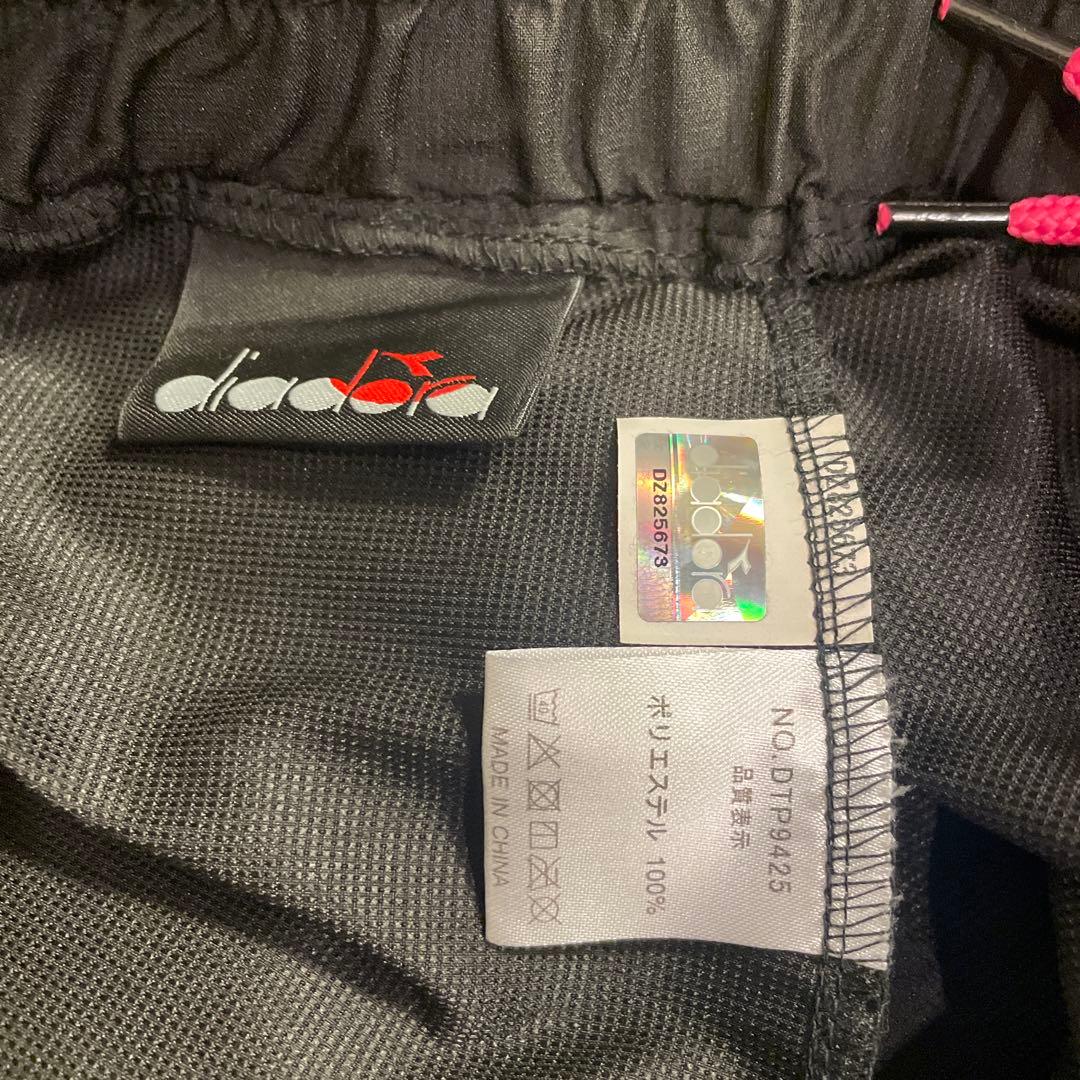 diadora
DZ825673
diadora
NO.DTP9425
品質表示
ポリエステル 100%
MADE IN CHINA